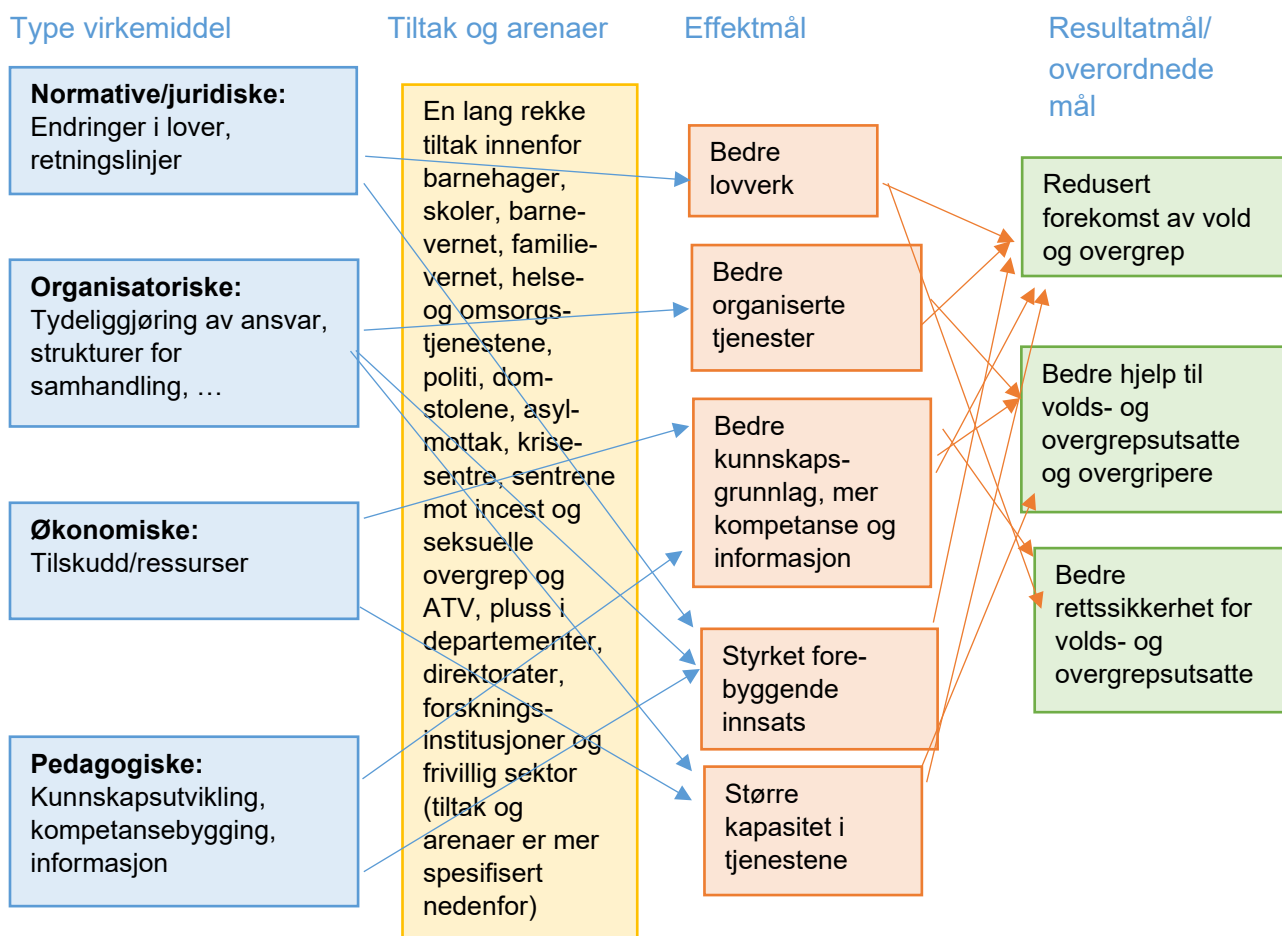 Type virkemiddel
Tiltak og arenaer
Effektmål
Resultatmål/
overordnede
mål
Normative/juridiske:
Endringer i lover,
retningslinjer
Organisatoriske:
Tydeliggjøring av ansvar,
strukturer for
samhandling, …
Økonomiske:
Tilskudd/ressurser
Pedagogiske:
Kunnskapsutvikling,
kompetansebygging,
informasjon
En lang rekke
tiltak innenfor
barnehager,
skoler, barne-
vernet, familie-
vernet, helse-
og omsorgs-
tjenestene,
politi, dom-
stolene, asyl-
mottak, krise-
sentre, sentrene
mot incest og
seksuelle
overgrep og
ATV, pluss i
departementer,
direktorater,
forsknings-
institusjoner og
frivillig sektor
(tiltak og
arenaer er mer
spesifisert
nedenfor)
Bedre
lovverk
Bedre
organiserte
tjenester
Bedre
kunnskaps-
grunnlag, mer
kompetanse og
informasjon
Styrket fore-
byggende
innsats
Større
kapasitet i
tjenestene
Redusert
forekomst av vold
og overgrep
Bedre hjelp til
volds- og
overgrepsutsatte
og overgripere
Bedre
rettssikkerhet for
volds- og
overgrepsutsatte